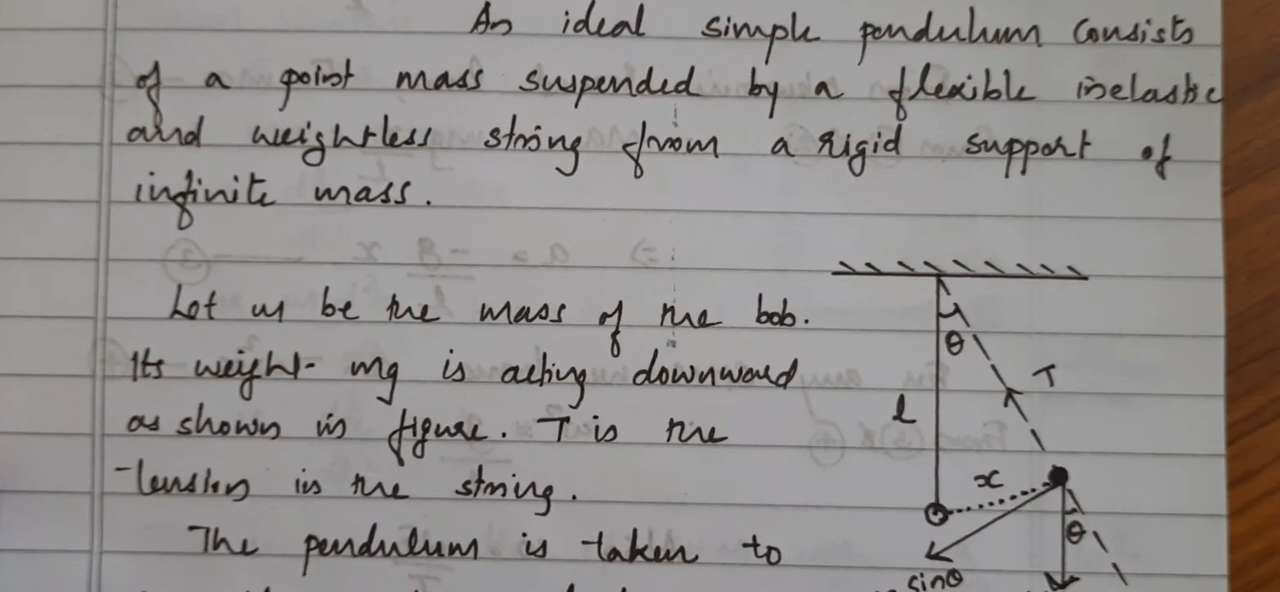 An ideal simple pendulum consists
of a point mass suspended by a flexible inelastic
and weightless string from a rigid support of
infinite mass.
Let m be the mass of the bob.
Its weight mg is acting downward
as shown in figure. T is the
tension in the string.
The pendulum is taken to
θ
T
l
x
θ
sinθ